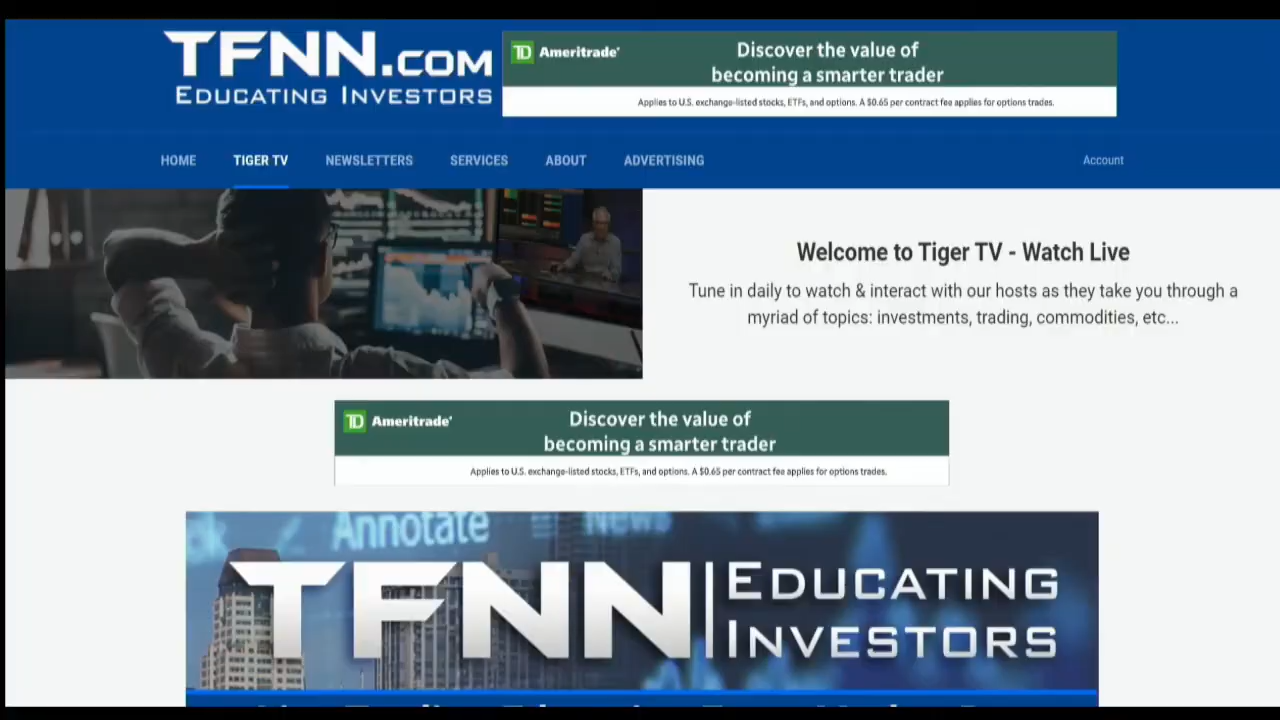 TFNN.COM
EDUCATING INVESTORS
TD Ameritrade
Discover the value of
becoming a smarter trader
Applies to U.S. exchange-listed stocks, ETFs, and options. A $0.65 per contract fee applies for options trades.
HOME TIGER TV NEWSLETTERS SERVICES ABOUT ADVERTISING Account
Welcome to Tiger TV - Watch Live
Tune in daily to watch & interact with our hosts as they take you through a
myriad of topics: investments, trading, commodities, etc...
TD Ameritrade
Discover the value of
becoming a smarter trader
Applies to U.S. exchange-listed stocks, ETFs, and options. A $0.65 per contract fee applies for options trades.
Annotate News
TFNN EDUCATING
INVESTORS